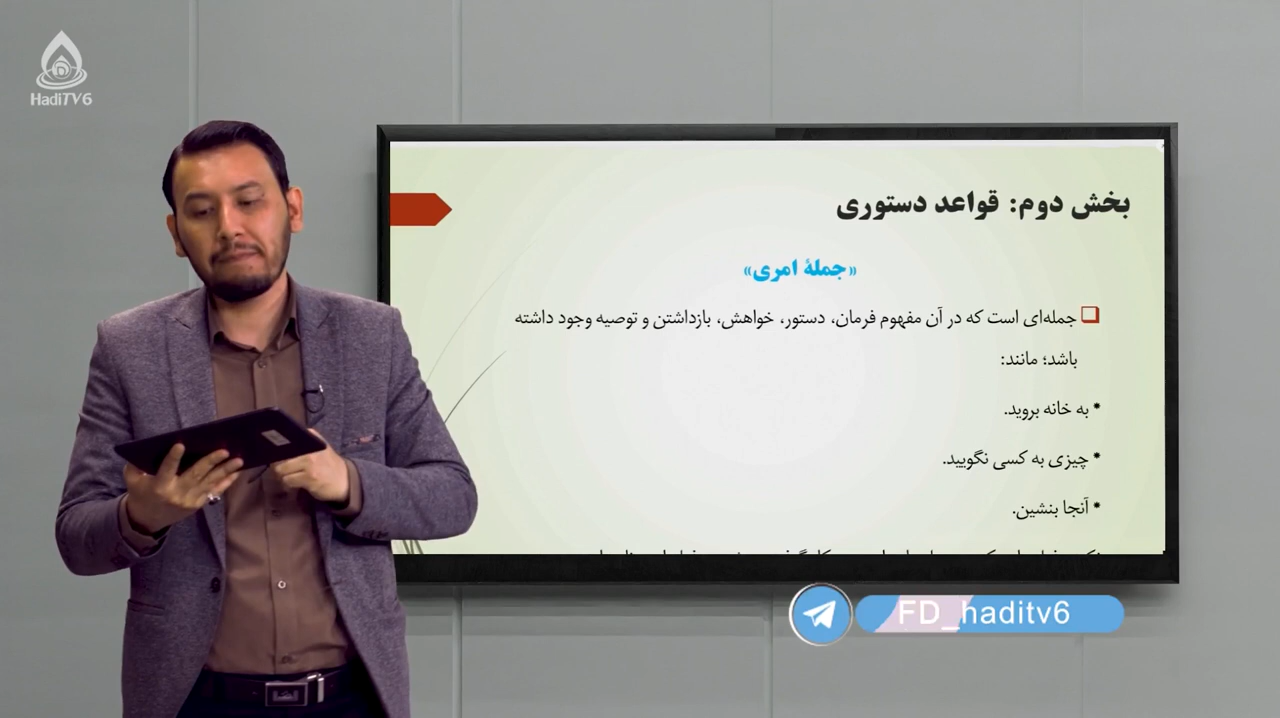 HadiTV6
بخش دوم: قواعد دستوری
«جملهٔ امری»
جمله‌ای است که در آن مفهوم فرمان، دستور، خواهش، بازداشتن و توصیه وجود داشته
باشد؛ مانند:
* به خانه بروید.
* چیزی به کسی نگویید.
* آنجا بنشین.
FD_haditv6